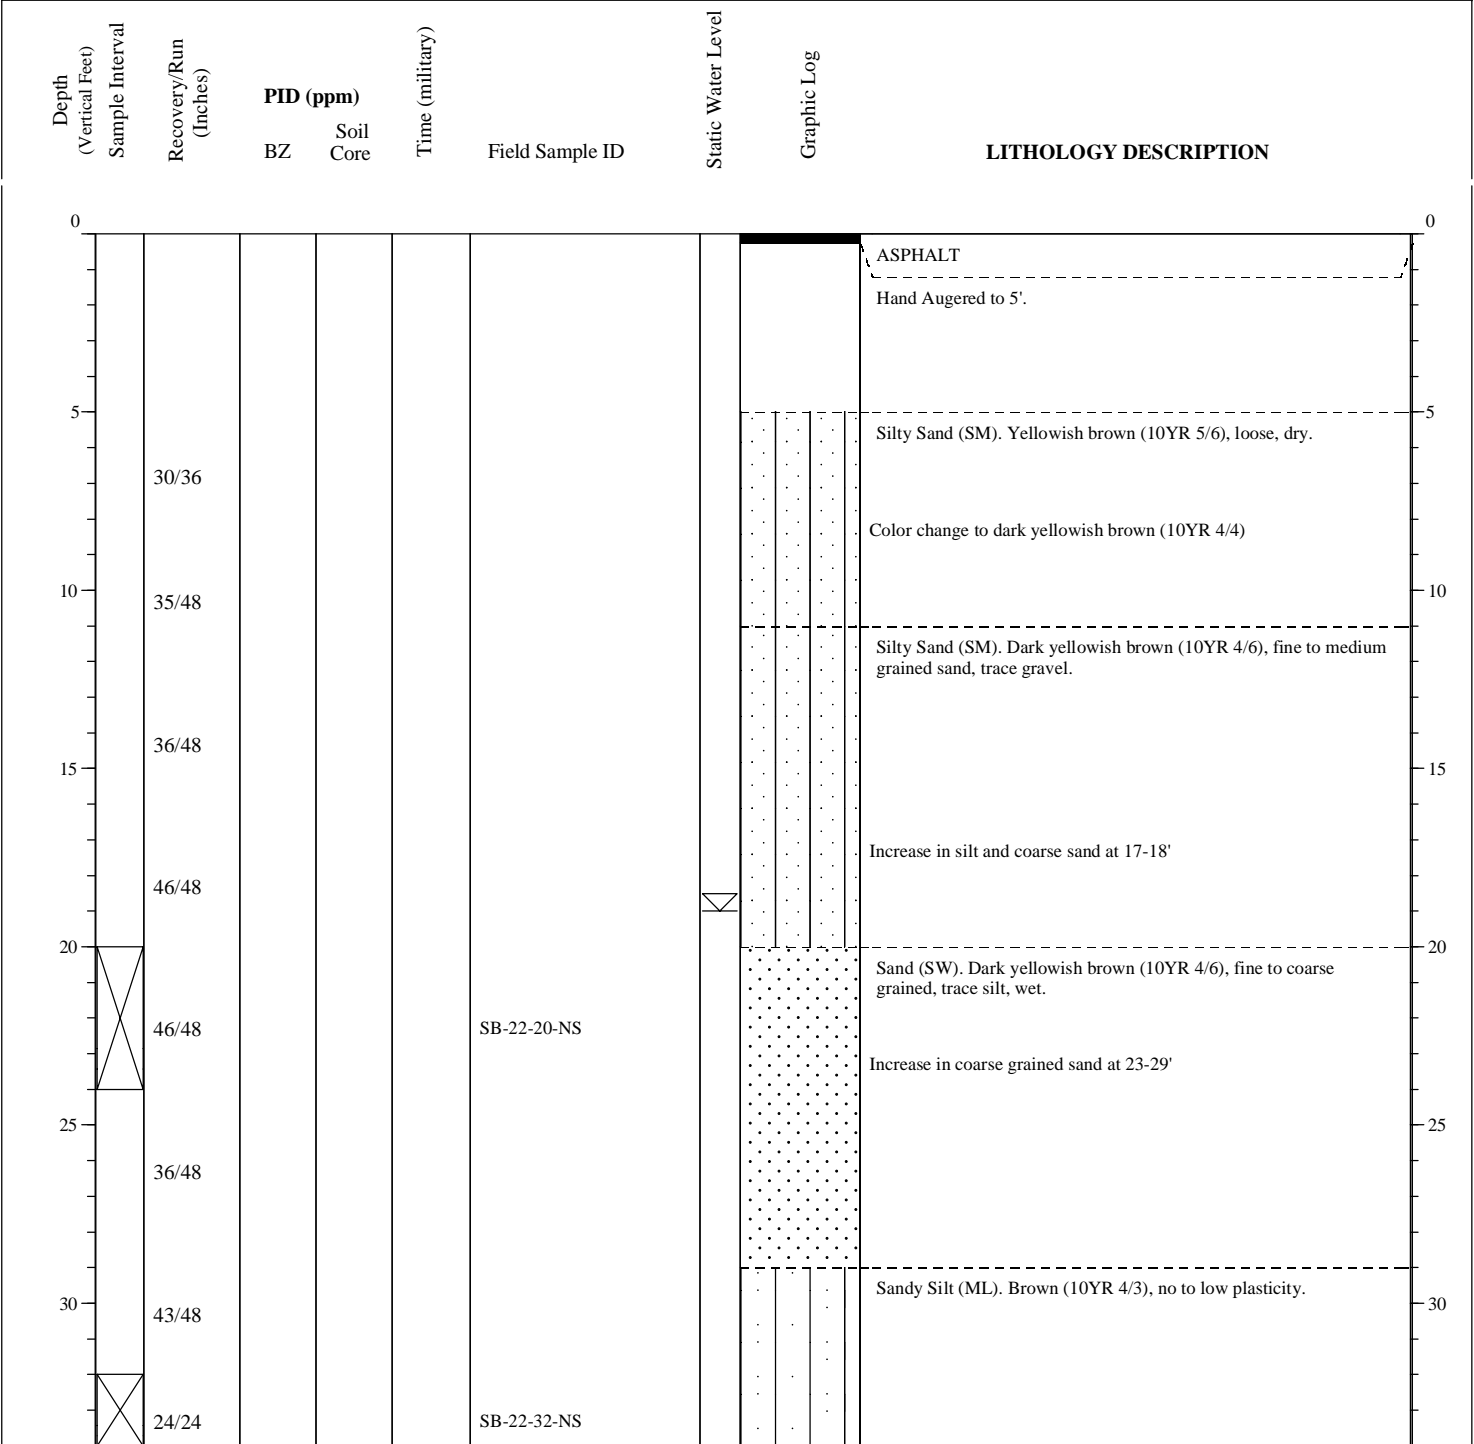 Depth
(Vertical Feet)
Sample Interval
Recovery/Run
(Inches)
PID (ppm)
BZ
Soil
Core
Time (military)
Field Sample ID
Static Water Level
Graphic Log
LITHOLOGY DESCRIPTION
0
0
ASPHALT
Hand Augered to 5'.
5
5
Silty Sand (SM). Yellowish brown (10YR 5/6), loose, dry.
30/36
Color change to dark yellowish brown (10YR 4/4)
10
10
35/48
Silty Sand (SM). Dark yellowish brown (10YR 4/6), fine to medium
grained sand, trace gravel.
36/48
15
15
Increase in silt and coarse sand at 17-18'
46/48
20
20
Sand (SW). Dark yellowish brown (10YR 4/6), fine to coarse
grained, trace silt, wet.
46/48
SB-22-20-NS
Increase in coarse grained sand at 23-29'
25
25
36/48
Sandy Silt (ML). Brown (10YR 4/3), no to low plasticity.
30
30
43/48
24/24
SB-22-32-NS